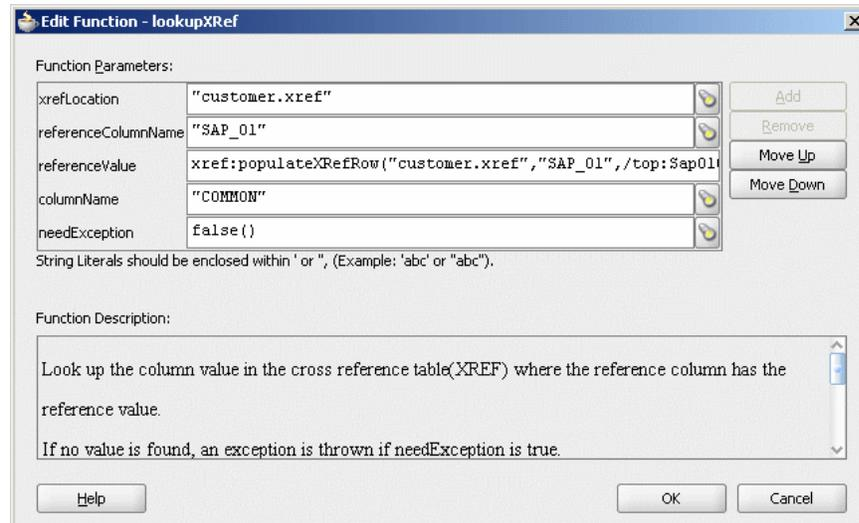 Edit Function - lookupXRef
Function Parameters:
xrefLocation "customer.xref"
Add
referenceColumnName "SAP_01"
Remove
referenceValue xref:populateXRefRow("customer.xref","SAP_01",/top:Sap01
Move Up
columnName "COMMON"
Move Down
needException false()
String Literals should be enclosed within ' or ", (Example: 'abc' or "abc").
Function Description:
Look up the column value in the cross reference table(XREF) where the reference column has the
reference value.
If no value is found, an exception is thrown if needException is true.
Help OK Cancel